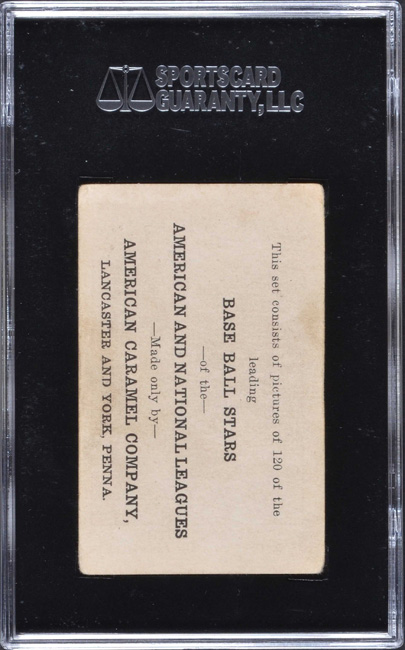 SPORTSCARD
GUARANTY, LLC
This set consists of pictures of 120 of the
leading
BASE BALL STARS
—of the—
AMERICAN AND NATIONAL LEAGUES
—Made only by—
AMERICAN CARAMEL COMPANY,
LANCASTER AND YORK, PENNA.